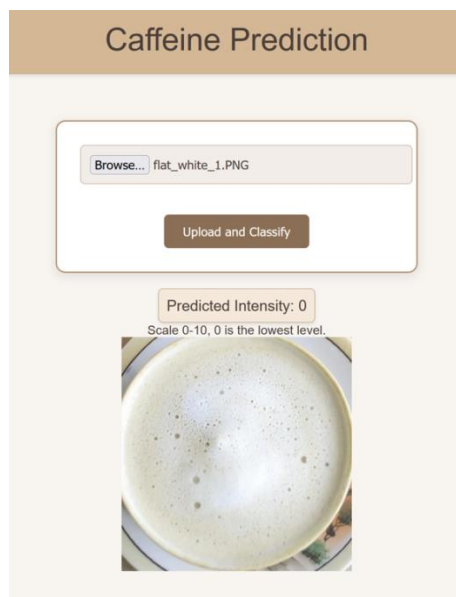 Caffeine Prediction
Browse... flat_white_1.PNG
Upload and Classify
Predicted Intensity: 0
Scale 0-10, 0 is the lowest level.